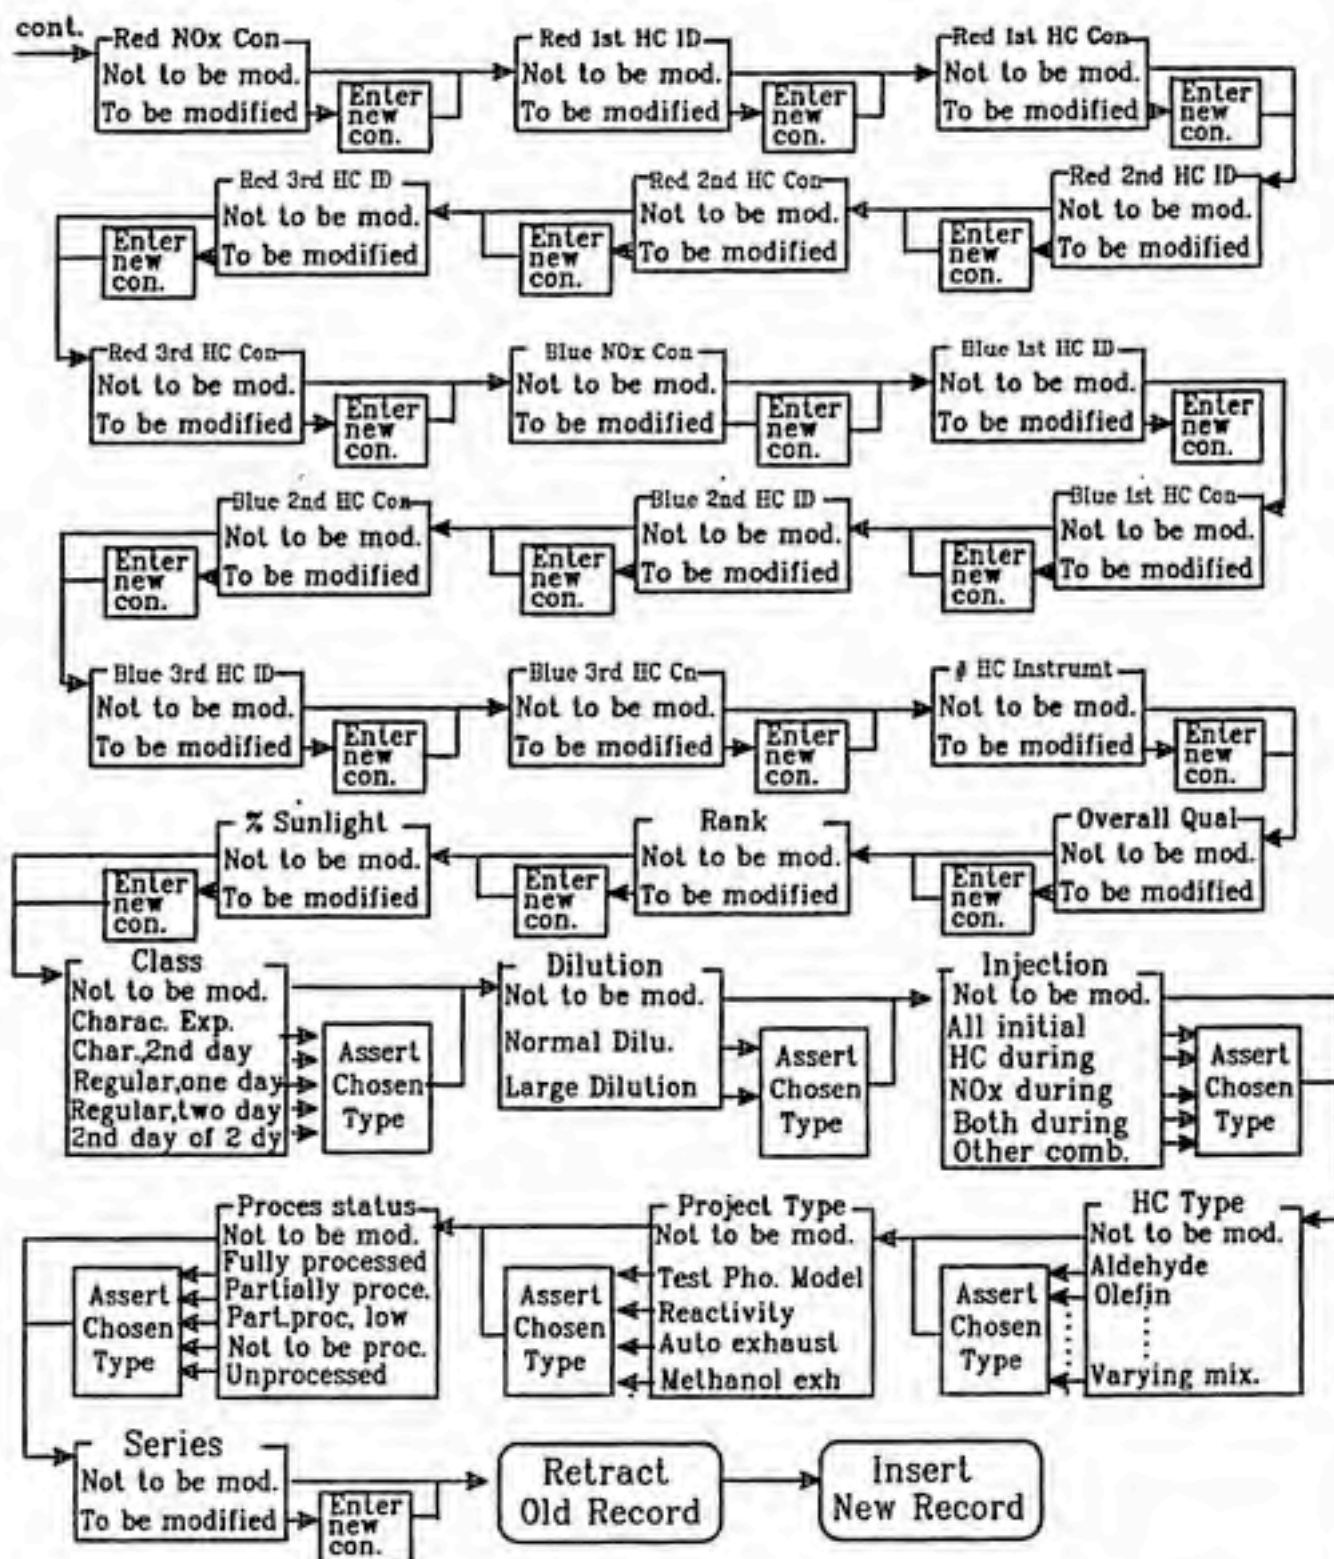 cont.
Red NOx Con
Not to be mod.
To be modified
Enter
new
con.
Red 1st HC ID
Not to be mod.
To be modified
Enter
new
con.
Red 1st HC Con
Not to be mod.
To be modified
Enter
new
con.
Red 3rd HC ID
Not to be mod.
To be modified
Enter
new
con.
Red 2nd HC Con
Not to be mod.
To be modified
Enter
new
con.
Red 2nd HC ID
Not to be mod.
To be modified
Enter
new
con.
Red 3rd HC Con
Not to be mod.
To be modified
Enter
new
con.
Blue NOx Con
Not to be mod.
To be modified
Enter
new
con.
Blue 1st HC ID
Not to be mod.
To be modified
Enter
new
con.
Blue 2nd HC Con
Not to be mod.
To be modified
Enter
new
con.
Blue 2nd HC ID
Not to be mod.
To be modified
Enter
new
con.
Blue 1st HC Con
Not to be mod.
To be modified
Enter
new
con.
Blue 3rd HC ID
Not to be mod.
To be modified
Enter
new
con.
Blue 3rd HC Cn
Not to be mod.
To be modified
Enter
new
con.
# HC Instrumt
Not to be mod.
To be modified
Enter
new
con.
% Sunlight
Not to be mod.
To be modified
Enter
new
con.
Rank
Not to be mod.
To be modified
Enter
new
con.
Overall Qual
Not to be mod.
To be modified
Enter
new
con.
Class
Not to be mod.
Charac. Exp.
Char.,2nd day
Regular,one day
Regular,two day
2nd day of 2 dy
Assert
Chosen
Type
Dilution
Not to be mod.
Normal Dilu.
Large Dilution
Assert
Chosen
Type
Injection
Not to be mod.
All initial
HC during
NOx during
Both during
Other comb.
Assert
Chosen
Type
Proces status
Not to be mod.
Fully processed
Partially proce.
Part.proc, low
Not to be proc.
Unprocessed
Assert
Chosen
Type
Project Type
Not to be mod.
Test Pho. Model
Reactivity
Auto exhaust
Methanol exh
Assert
Chosen
Type
HC Type
Not to be mod.
Aldehyde
Olefin
Varying mix.
Assert
Chosen
Type
Series
Not to be mod.
To be modified
Enter
new
con.
Retract
Old Record
Insert
New Record